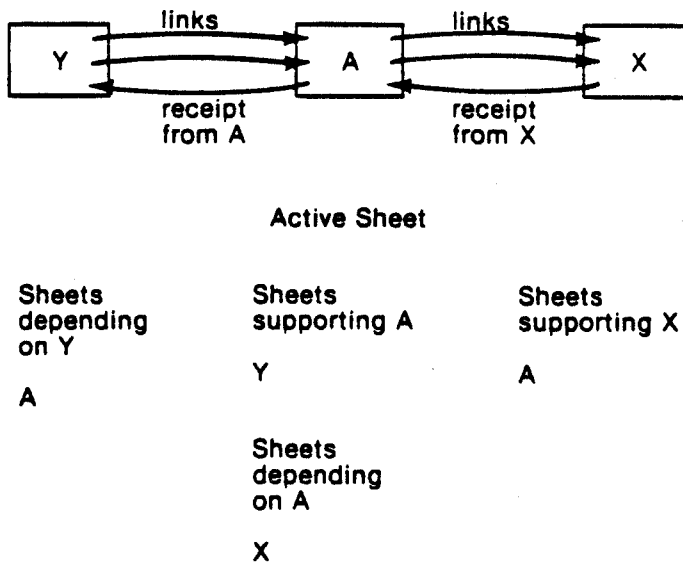 links
links
Y
A
X
receipt
from A
receipt
from X
Active Sheet
Sheets
depending
on Y
A
Sheets
supporting A
Y
Sheets
supporting X
A
Sheets
depending
on A
X